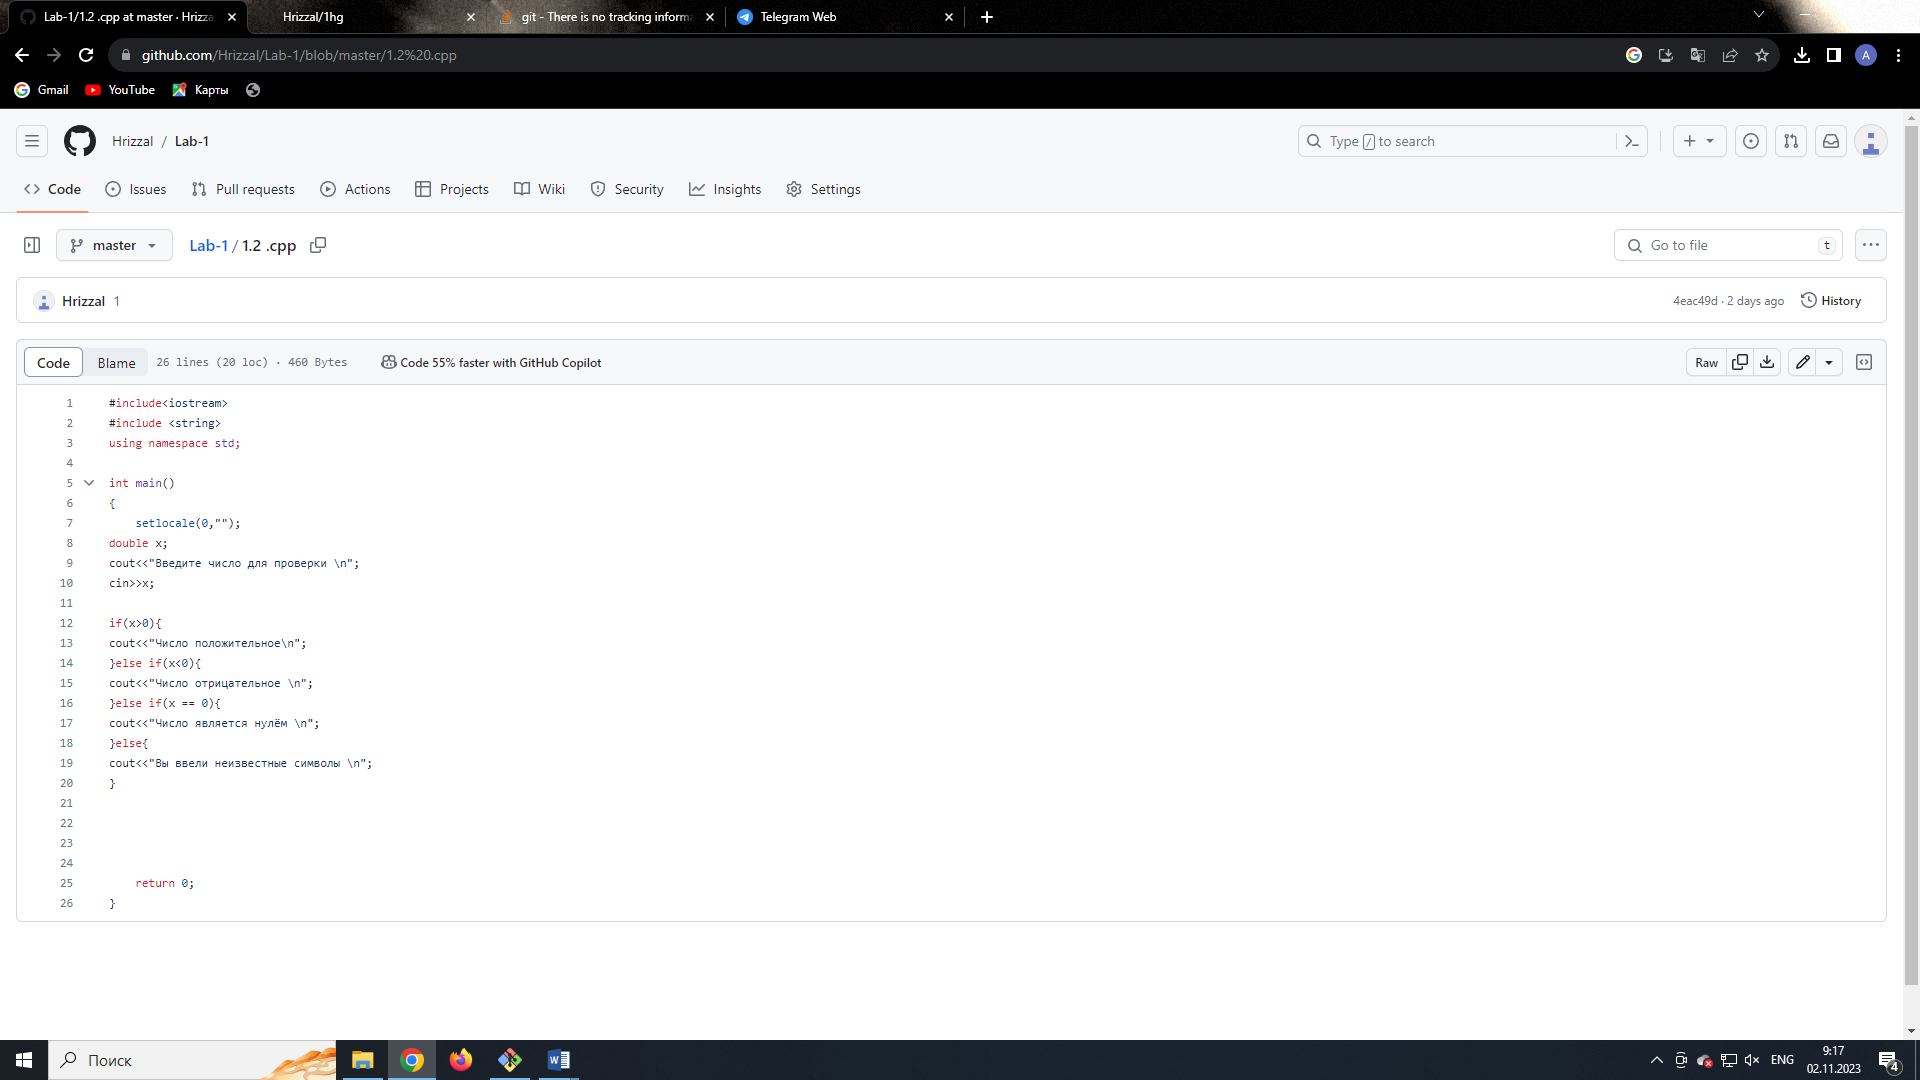 Lab-1/1.2 .cpp at master · Hrizza
Hrizzal/1hg
git - There is no tracking informa
Telegram Web
github.com/Hrizzal/Lab-1/blob/master/1.2%20.cpp
A
Gmail
YouTube
Карты
Hrizzal / Lab-1
Type / to search
Code
Issues
Pull requests
Actions
Projects
Wiki
Security
Insights
Settings
master
Lab-1 / 1.2 .cpp
Go to file
t
Hrizzal 1
4eac49d · 2 days ago
History
Code
Blame
26 lines (20 loc) · 460 Bytes
Code 55% faster with GitHub Copilot
Raw
1 #include<iostream>
2 #include <string>
3 using namespace std;
4
5 int main()
6 {
7     setlocale(0,"");
8 double x;
9 cout<<"Введите число для проверки \n";
10 cin>>x;
11
12 if(x>0){
13 cout<<"Число положительное\n";
14 }else if(x<0){
15 cout<<"Число отрицательное \n";
16 }else if(x == 0){
17 cout<<"Число является нулём \n";
18 }else{
19 cout<<"Вы ввели неизвестные символы \n";
20 }
21
22
23
24
25     return 0;
26 }
Поиск
ENG
9:17
02.11.2023
4